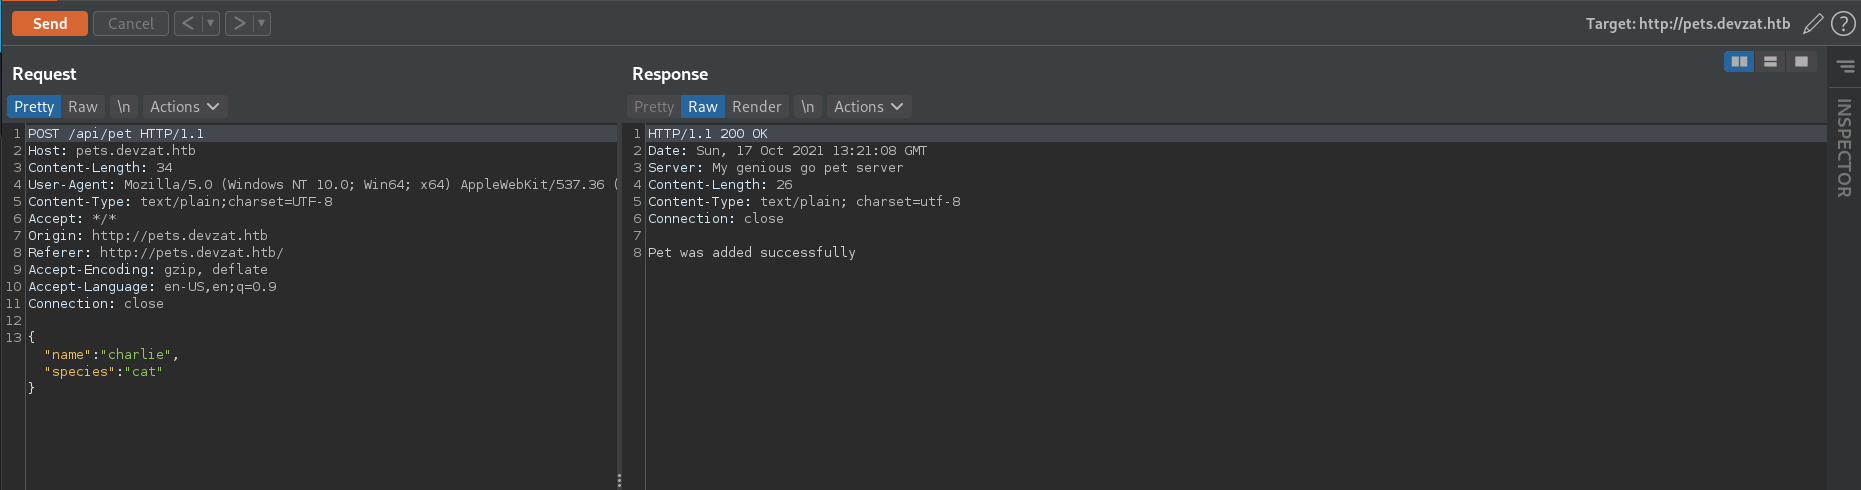 Send Cancel < > Target: http://pets.devzat.htb ?
Request
Pretty Raw \n Actions
1 POST /api/pet HTTP/1.1
2 Host: pets.devzat.htb
3 Content-Length: 34
4 User-Agent: Mozilla/5.0 (Windows NT 10.0; Win64; x64) AppleWebKit/537.36 (
5 Content-Type: text/plain;charset=UTF-8
6 Accept: */*
7 Origin: http://pets.devzat.htb
8 Referer: http://pets.devzat.htb/
9 Accept-Encoding: gzip, deflate
10 Accept-Language: en-US,en;q=0.9
11 Connection: close
12
13 {
"name":"charlie",
"species":"cat"
}
Response
Pretty Raw Render \n Actions
1 HTTP/1.1 200 OK
2 Date: Sun, 17 Oct 2021 13:21:08 GMT
3 Server: My genious go pet server
4 Content-Length: 26
5 Content-Type: text/plain; charset=utf-8
6 Connection: close
7
8 Pet was added successfully
INSPECTOR